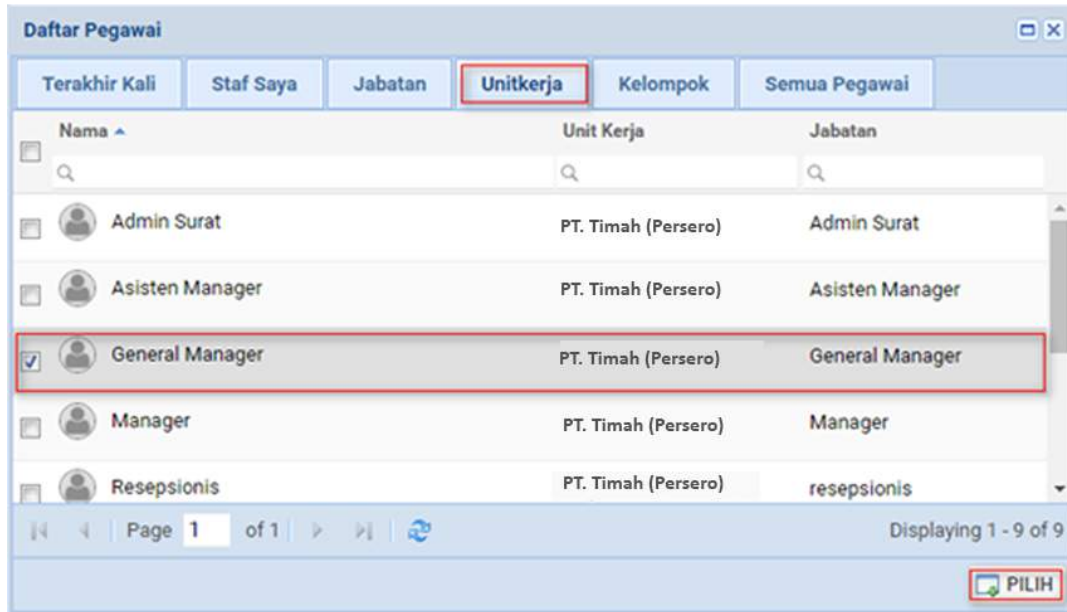 Daftar Pegawai
Terakhir Kali Staf Saya Jabatan Unitkerja Kelompok Semua Pegawai
Nama Unit Kerja Jabatan
Admin Surat PT. Timah (Persero) Admin Surat
Asisten Manager PT. Timah (Persero) Asisten Manager
General Manager PT. Timah (Persero) General Manager
Manager PT. Timah (Persero) Manager
Resepsionis PT. Timah (Persero) resepsionis
Page 1 of 1 Displaying 1 - 9 of 9
PILIH